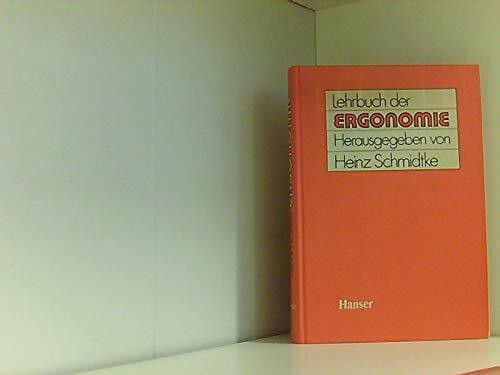 Lehrbuch der
ERGONOMIE
Herausgegeben von
Heinz Schmidtke
Hanser